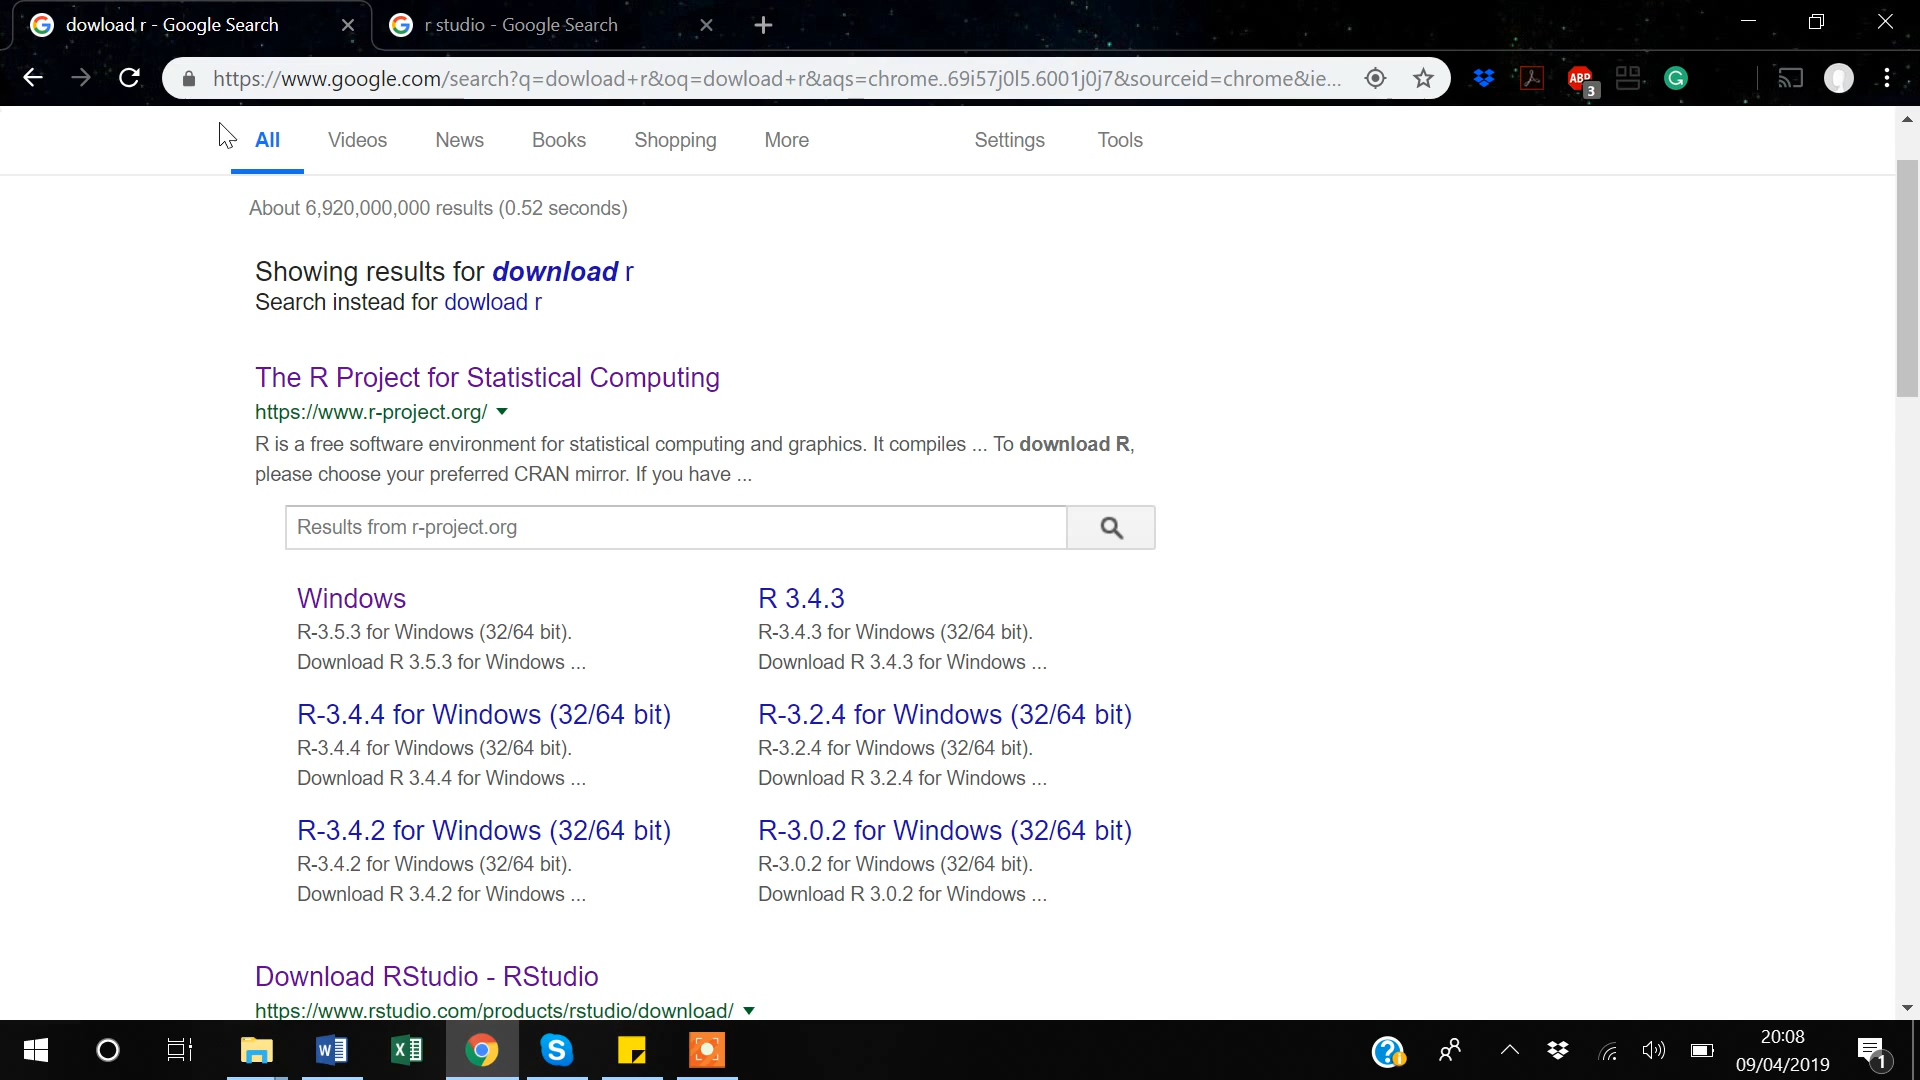 dowload r - Google Search
r studio - Google Search
https://www.google.com/search?q=dowload+r&oq=dowload+r&aqs=chrome..69i57j0l5.6001j0j7&sourceid=chrome&ie...
ABP
3
All Videos News Books Shopping More Settings Tools
About 6,920,000,000 results (0.52 seconds)
Showing results for download r
Search instead for dowload r
The R Project for Statistical Computing
https://www.r-project.org/
R is a free software environment for statistical computing and graphics. It compiles ... To download R,
please choose your preferred CRAN mirror. If you have ...
Results from r-project.org
Windows
R-3.5.3 for Windows (32/64 bit).
Download R 3.5.3 for Windows ...
R 3.4.3
R-3.4.3 for Windows (32/64 bit).
Download R 3.4.3 for Windows ...
R-3.4.4 for Windows (32/64 bit)
R-3.4.4 for Windows (32/64 bit).
Download R 3.4.4 for Windows ...
R-3.2.4 for Windows (32/64 bit)
R-3.2.4 for Windows (32/64 bit).
Download R 3.2.4 for Windows ...
R-3.4.2 for Windows (32/64 bit)
R-3.4.2 for Windows (32/64 bit).
Download R 3.4.2 for Windows ...
R-3.0.2 for Windows (32/64 bit)
R-3.0.2 for Windows (32/64 bit).
Download R 3.0.2 for Windows ...
Download RStudio - RStudio
https://www.rstudio.com/products/rstudio/download/
20:08
09/04/2019
1